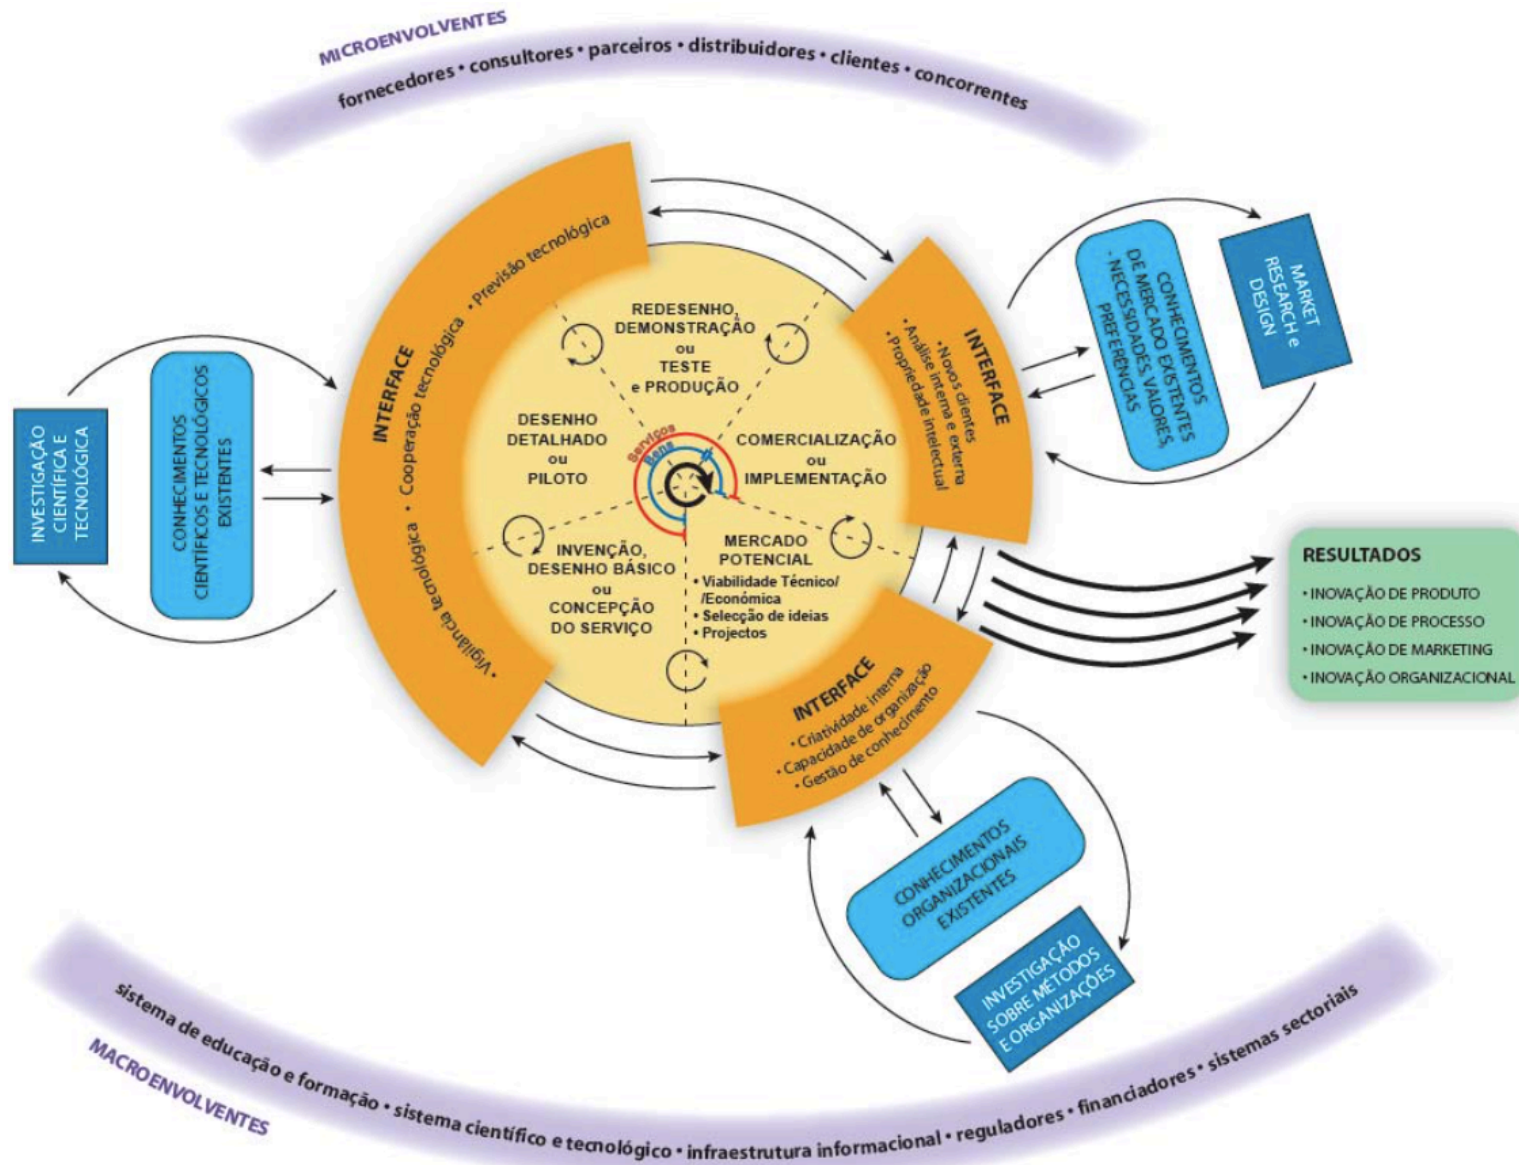 MICROENVOLVENTES
fornecedores • consultores • parceiros • distribuidores • clientes • concorrentes
INVESTIGAÇÃO
CIENTÍFICA E
TECNOLÓGICA
CONHECIMENTOS
CIENTÍFICOS E TECNOLÓGICOS
EXISTENTES
INTERFACE
• Vigilância tecnológica • Cooperação tecnológica • Previsão tecnológica
REDESENHO,
DEMONSTRAÇÃO
ou
TESTE
e PRODUÇÃO
DESENHO
DETALHADO
ou
PILOTO
Serviços
Bens
COMERCIALIZAÇÃO
ou
IMPLEMENTAÇÃO
INVENÇÃO,
DESENHO BÁSICO
ou
CONCEPÇÃO
DO SERVIÇO
MERCADO
POTENCIAL
• Viabilidade Técnico/
/Económica
• Selecção de ideias
• Projectos
INTERFACE
• Novos clientes
• Análise interna e externa
• Propriedade intelectual
CONHECIMENTOS
DE MERCADO EXISTENTES
• NECESSIDADES, VALORES,
PREFERÊNCIAS
MARKET
RESEARCH e
DESIGN
RESULTADOS
• INOVAÇÃO DE PRODUTO
• INOVAÇÃO DE PROCESSO
• INOVAÇÃO DE MARKETING
• INOVAÇÃO ORGANIZACIONAL
INTERFACE
• Criatividade interna
• Capacidade de organização
• Gestão de conhecimento
CONHECIMENTOS
ORGANIZACIONAIS
EXISTENTES
INVESTIGAÇÃO
SOBRE MÉTODOS
E ORGANIZAÇÕES
sistema de educação e formação • sistema científico e tecnológico • infraestrutura informacional • reguladores • financiadores • sistemas sectoriais
MACROENVOLVENTES